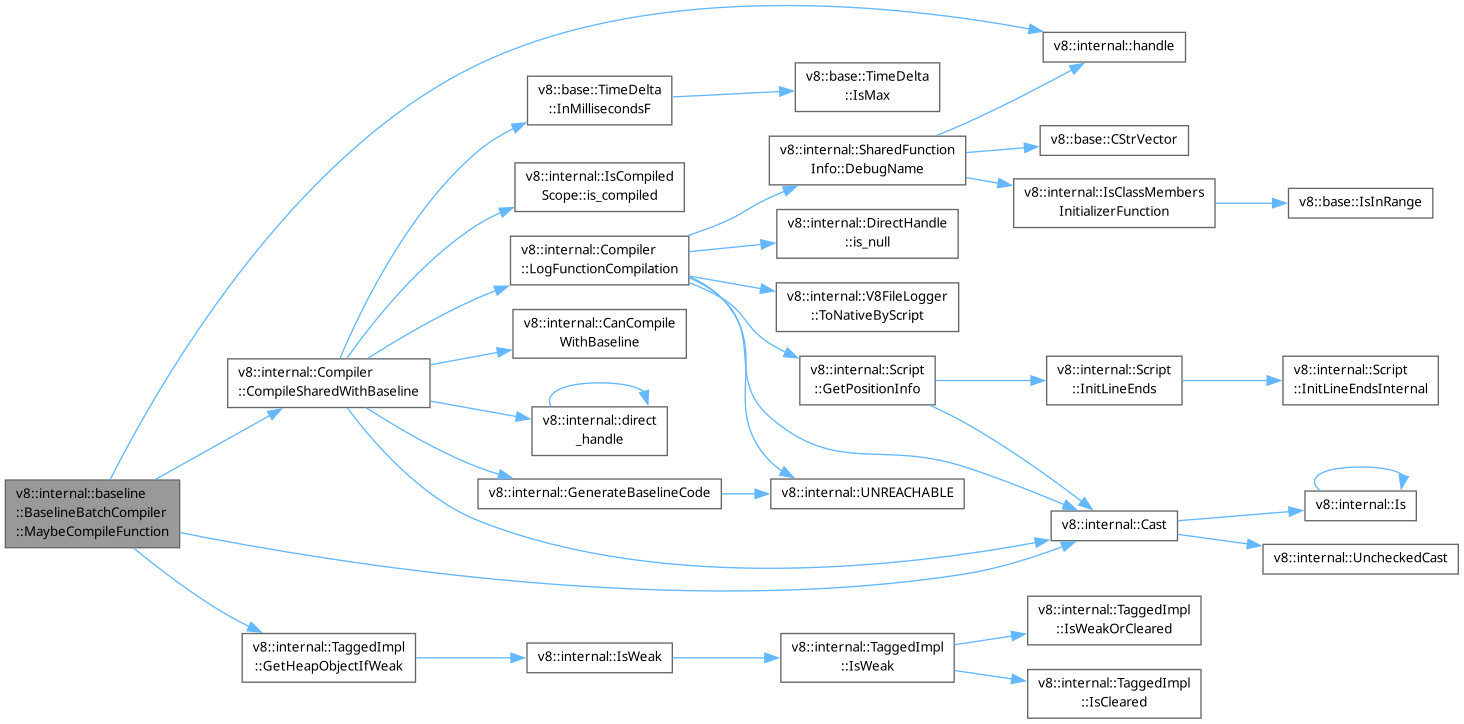 v8::internal::baseline
::BaselineBatchCompiler
::MaybeCompileFunction
v8::internal::handle
v8::internal::Compiler
::CompileSharedWithBaseline
v8::base::TimeDelta
::InMillisecondsF
v8::base::TimeDelta
::IsMax
v8::internal::IsCompiled
Scope::is_compiled
v8::internal::Compiler
::LogFunctionCompilation
v8::internal::SharedFunction
Info::DebugName
v8::base::CStrVector
v8::internal::IsClassMembers
InitializerFunction
v8::base::IsInRange
v8::internal::DirectHandle
::is_null
v8::internal::V8FileLogger
::ToNativeByScript
v8::internal::Script
::GetPositionInfo
v8::internal::Script
::InitLineEnds
v8::internal::Script
::InitLineEndsInternal
v8::internal::CanCompile
WithBaseline
v8::internal::direct
_handle
v8::internal::GenerateBaselineCode
v8::internal::UNREACHABLE
v8::internal::Cast
v8::internal::Is
v8::internal::UncheckedCast
v8::internal::TaggedImpl
::GetHeapObjectIfWeak
v8::internal::IsWeak
v8::internal::TaggedImpl
::IsWeak
v8::internal::TaggedImpl
::IsWeakOrCleared
v8::internal::TaggedImpl
::IsCleared